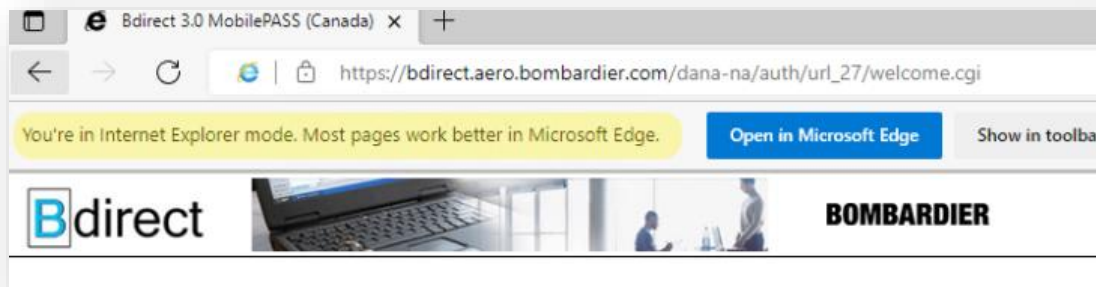 Bdirect 3.0 MobilePASS (Canada)
https://bdirect.aero.bombardier.com/dana-na/auth/url_27/welcome.cgi
You're in Internet Explorer mode. Most pages work better in Microsoft Edge. Open in Microsoft Edge Show in toolba
Bdirect BOMBARDIER